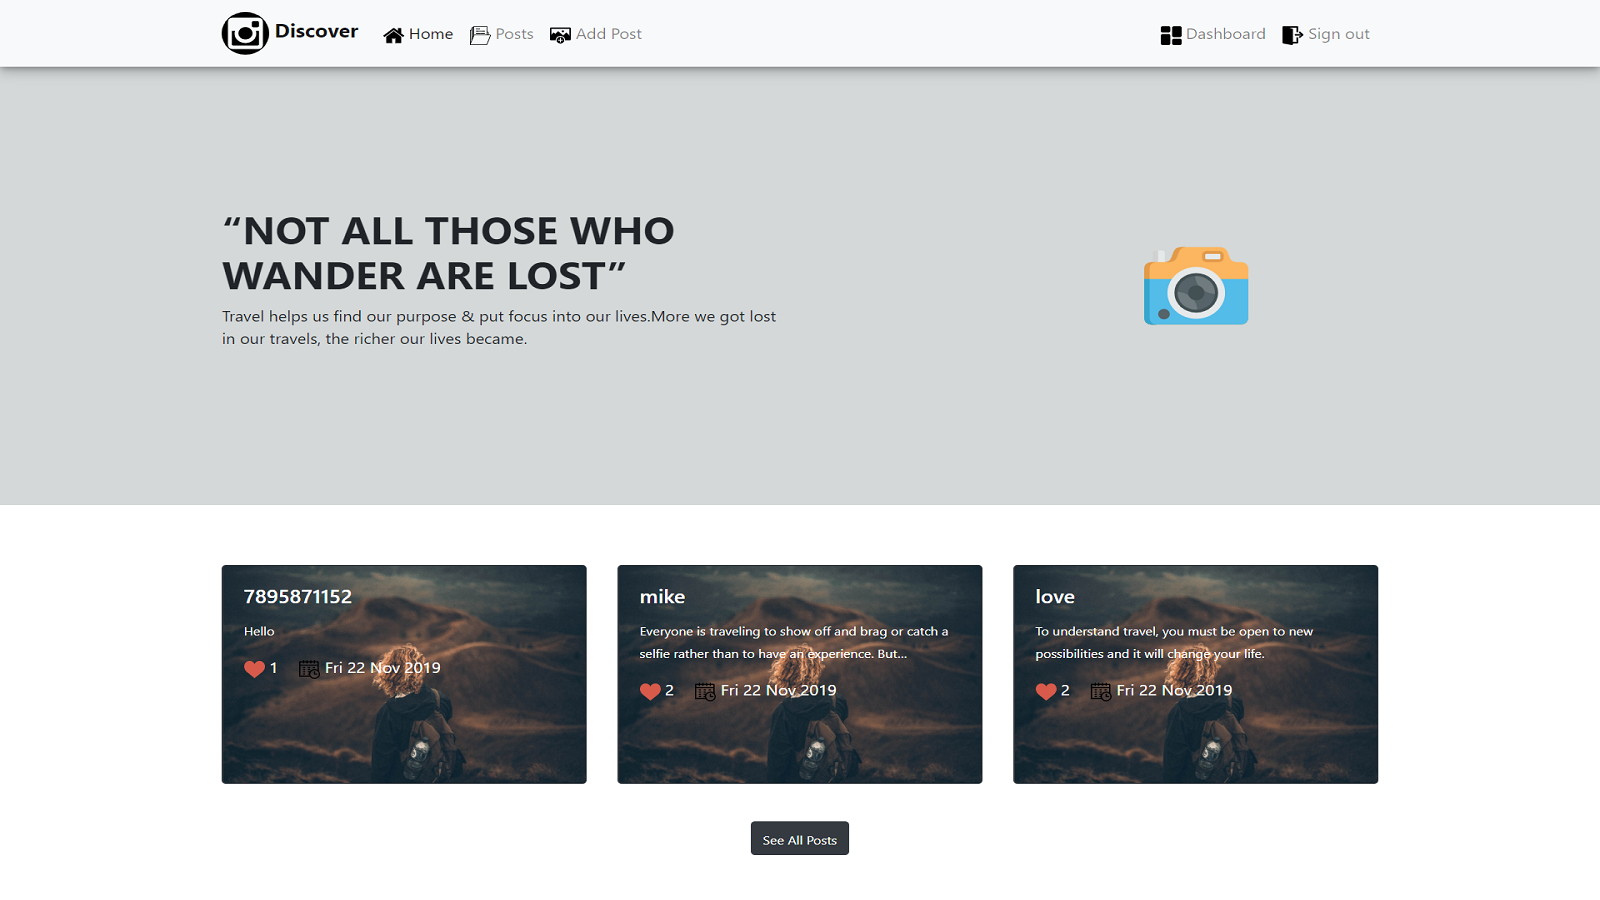 Discover
Home
Posts
Add Post
Dashboard
Sign out
“NOT ALL THOSE WHO
WANDER ARE LOST”
Travel helps us find our purpose & put focus into our lives.More we got lost
in our travels, the richer our lives became.
7895871152
Hello
1 Fri 22 Nov 2019
mike
Everyone is traveling to show off and brag or catch a
selfie rather than to have an experience. But...
2 Fri 22 Nov 2019
love
To understand travel, you must be open to new
possibilities and it will change your life.
2 Fri 22 Nov 2019
See All Posts